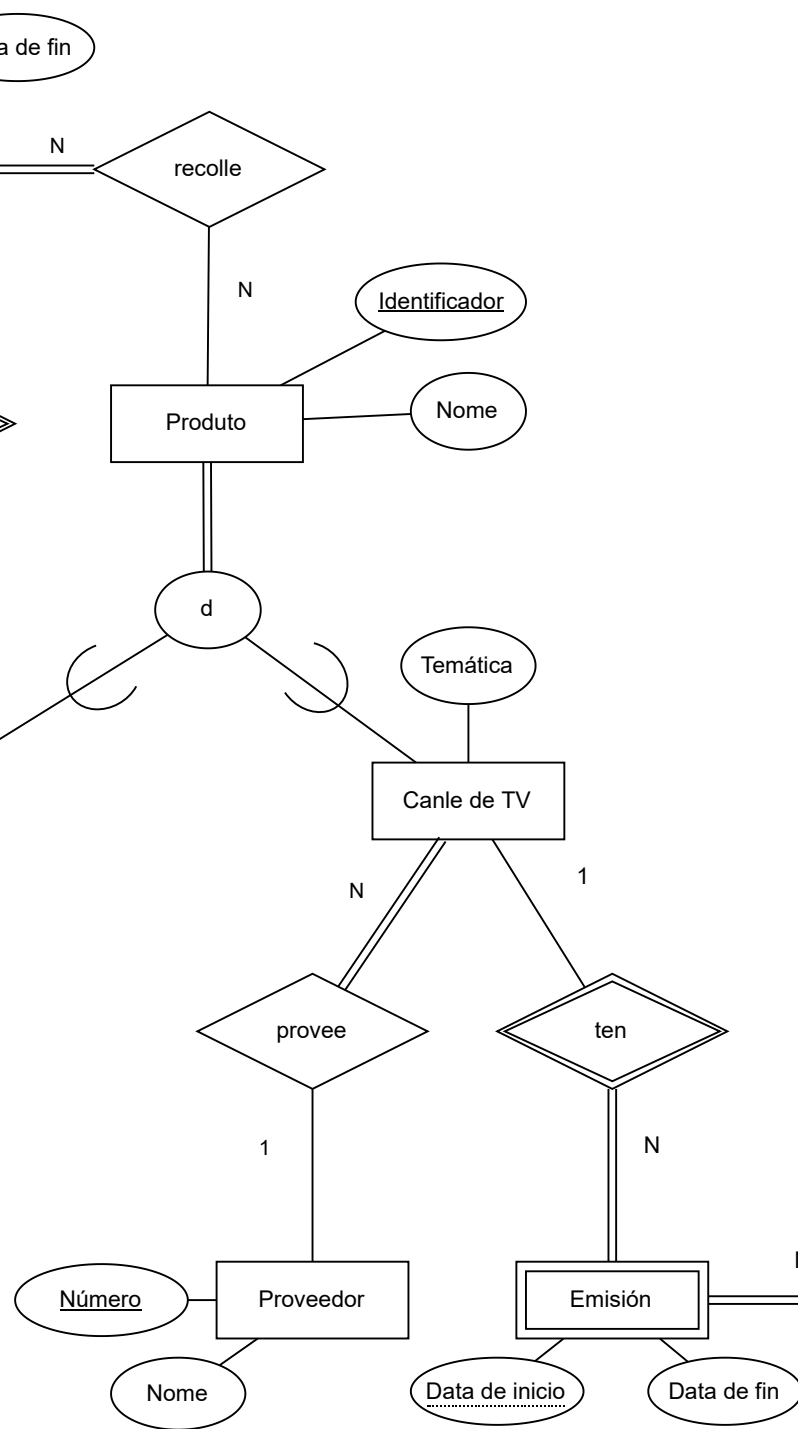 a de fin
N
recolle
N
Identificador
Nome
Produto
d
Temática
Canle de TV
N
1
provee
ten
1
N
Número
Proveedor
Emisión
Nome
Data de inicio
Data de fin